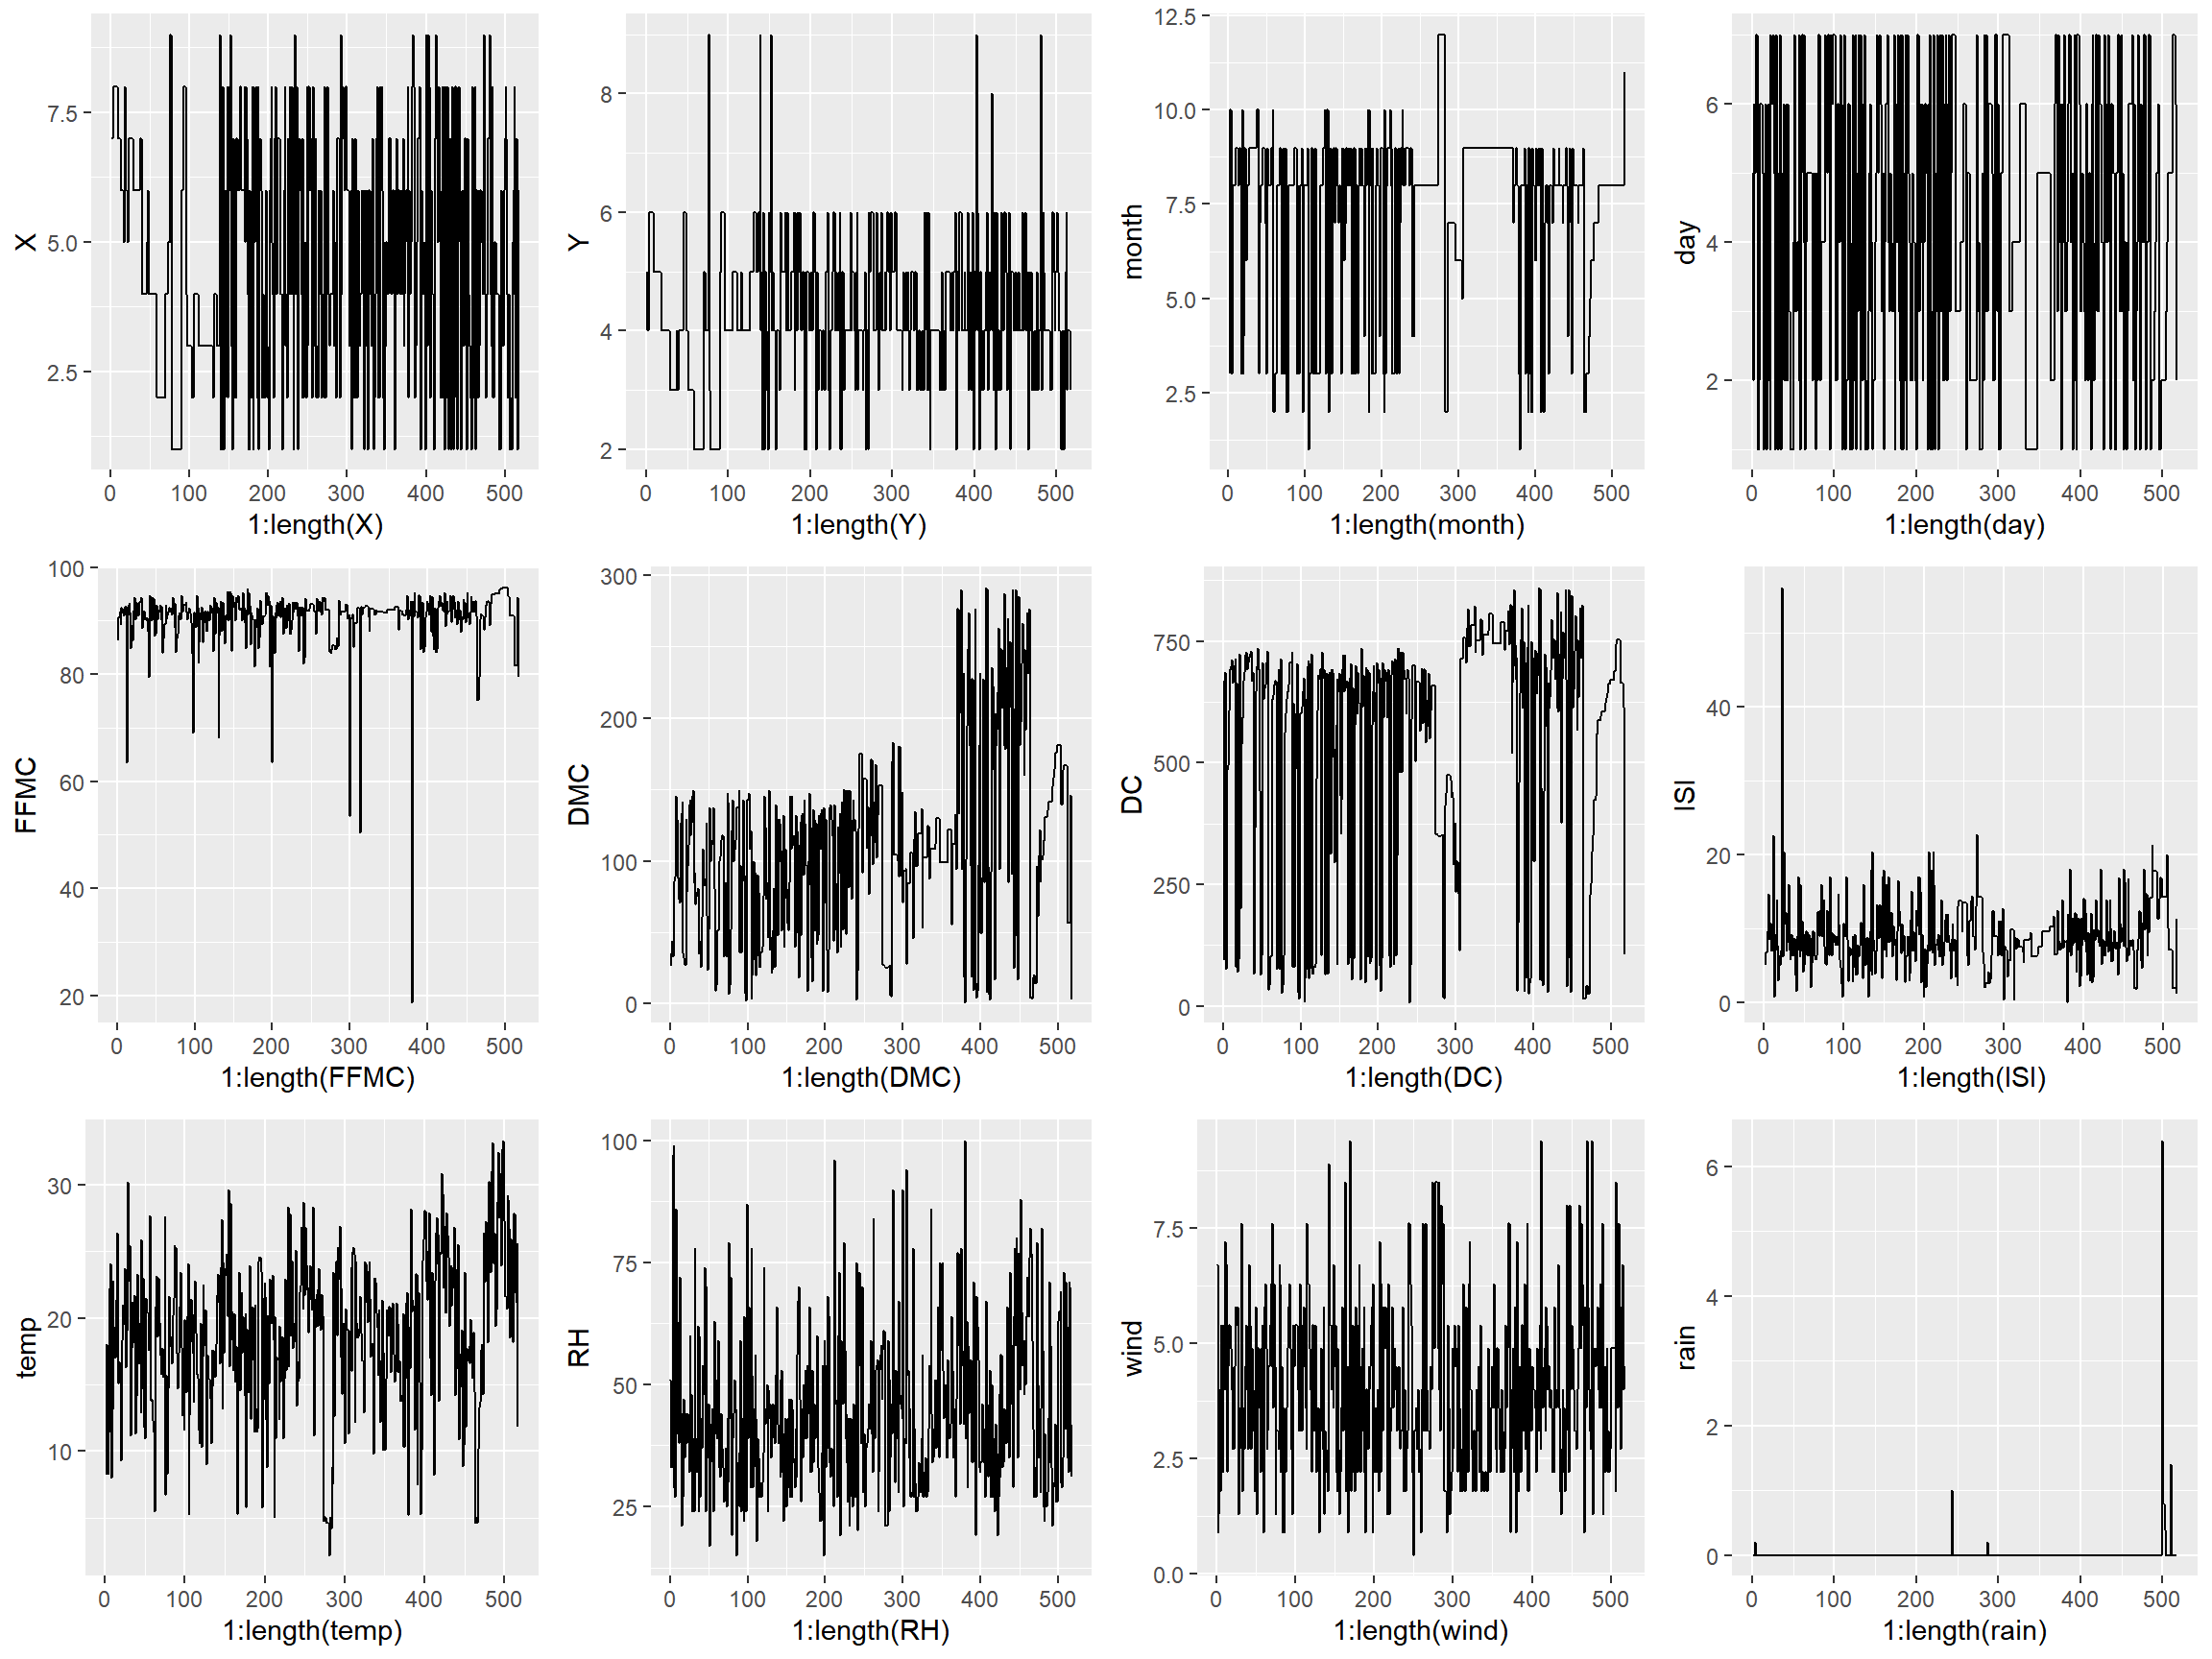 X
7.5
5.0
2.5
0 100 200 300 400 500
1:length(X)
Y
8
6
4
2
0 100 200 300 400 500
1:length(Y)
month
12.5
10.0
7.5
5.0
2.5
0 100 200 300 400 500
1:length(month)
day
6
4
2
0 100 200 300 400 500
1:length(day)
FFMC
100
80
60
40
20
0 100 200 300 400 500
1:length(FFMC)
DMC
300
200
100
0
0 100 200 300 400 500
1:length(DMC)
DC
750
500
250
0
0 100 200 300 400 500
1:length(DC)
ISI
40
20
0
0 100 200 300 400 500
1:length(ISI)
temp
30
20
10
0 100 200 300 400 500
1:length(temp)
RH
100
75
50
25
0 100 200 300 400 500
1:length(RH)
wind
7.5
5.0
2.5
0.0
0 100 200 300 400 500
1:length(wind)
rain
6
4
2
0
0 100 200 300 400 500
1:length(rain)